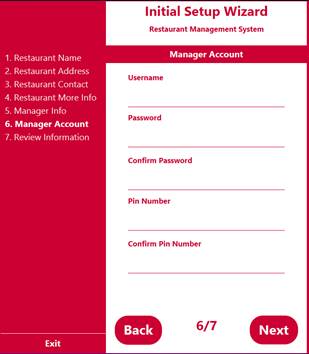 Initial Setup Wizard
Restaurant Management System
Manager Account
1. Restaurant Name
2. Restaurant Address
3. Restaurant Contact
4. Restaurant More Info
5. Manager Info
6. Manager Account
7. Review Information
Exit
Username
Password
Confirm Password
Pin Number
Confirm Pin Number
Back
6/7
Next